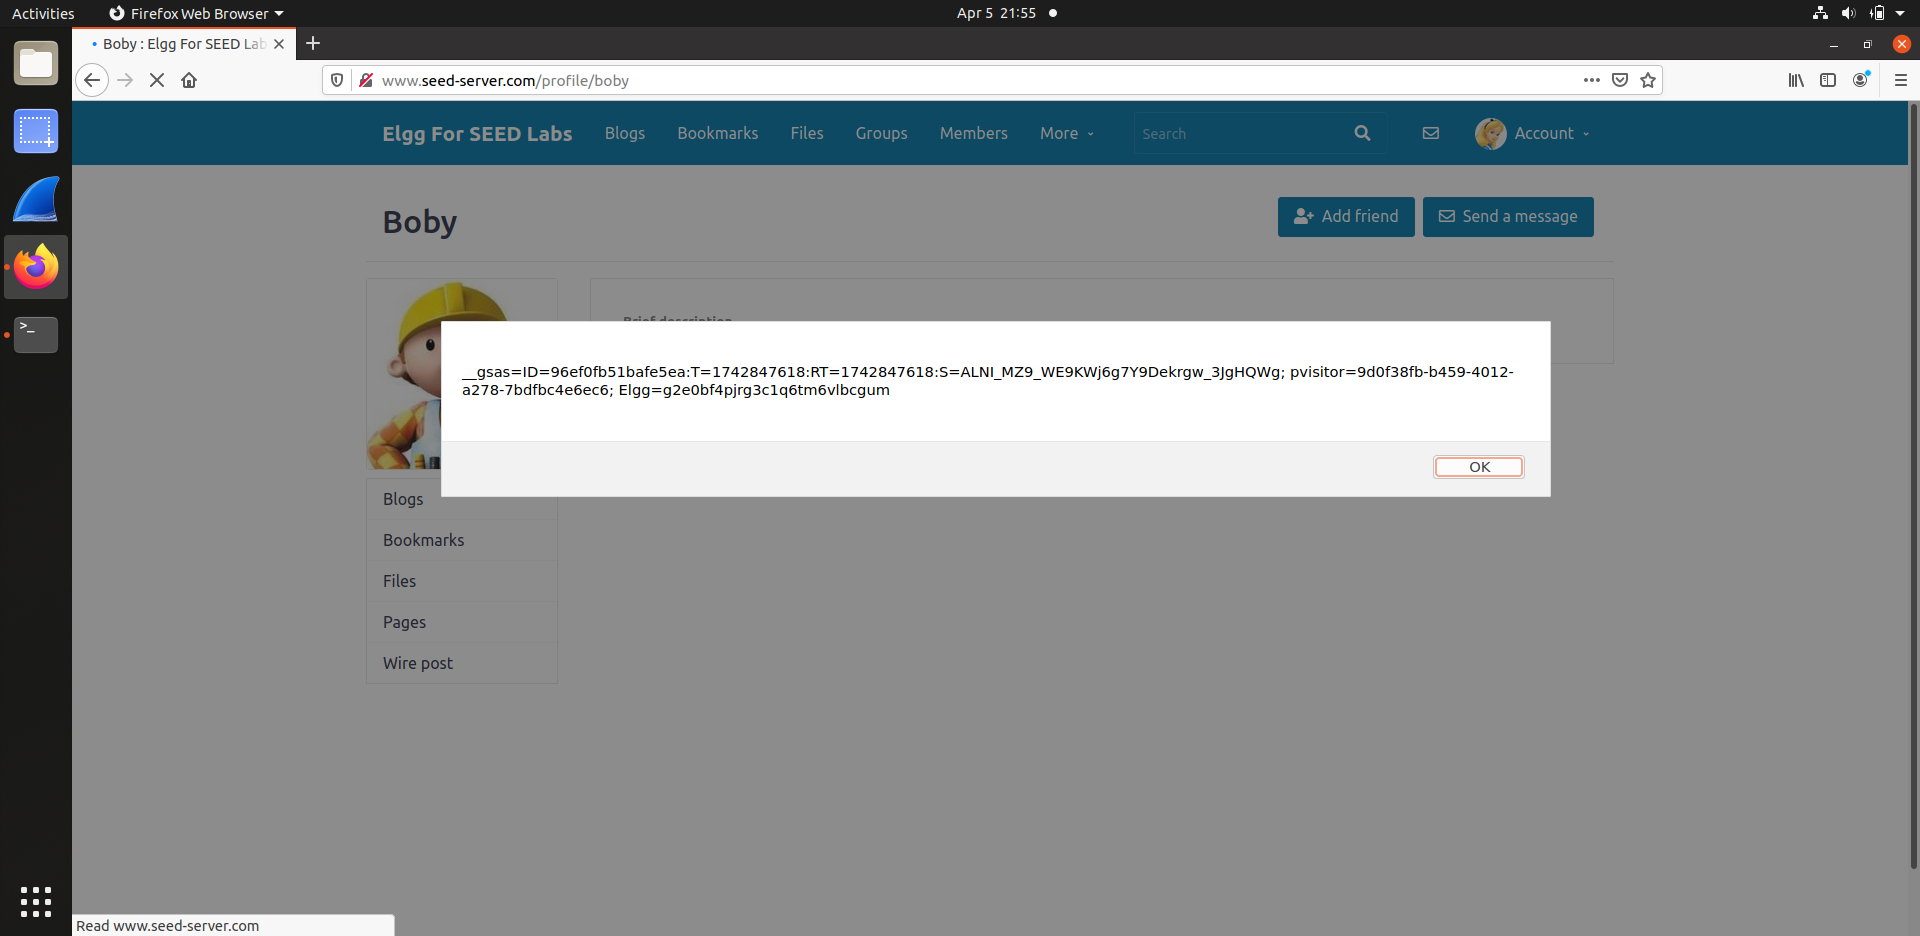 Activities
Firefox Web Browser
Apr 5 21:55
Boby : Elgg For SEED Lab
www.seed-server.com/profile/boby
Elgg For SEED Labs
Blogs
Bookmarks
Files
Groups
Members
More
Search
Account
Boby
Add friend
Send a message
Brief description
__gsas=ID=96ef0fb51bafe5ea:T=1742847618:RT=1742847618:S=ALNI_MZ9_WE9KWj6g7Y9Dekrgw_3JgHQWg; pvisitor=9d0f38fb-b459-4012-
a278-7bdfbc4e6ec6; Elgg=g2e0bf4pjrg3c1q6tm6vlbcgum
OK
Blogs
Bookmarks
Files
Pages
Wire post
Read www.seed-server.com